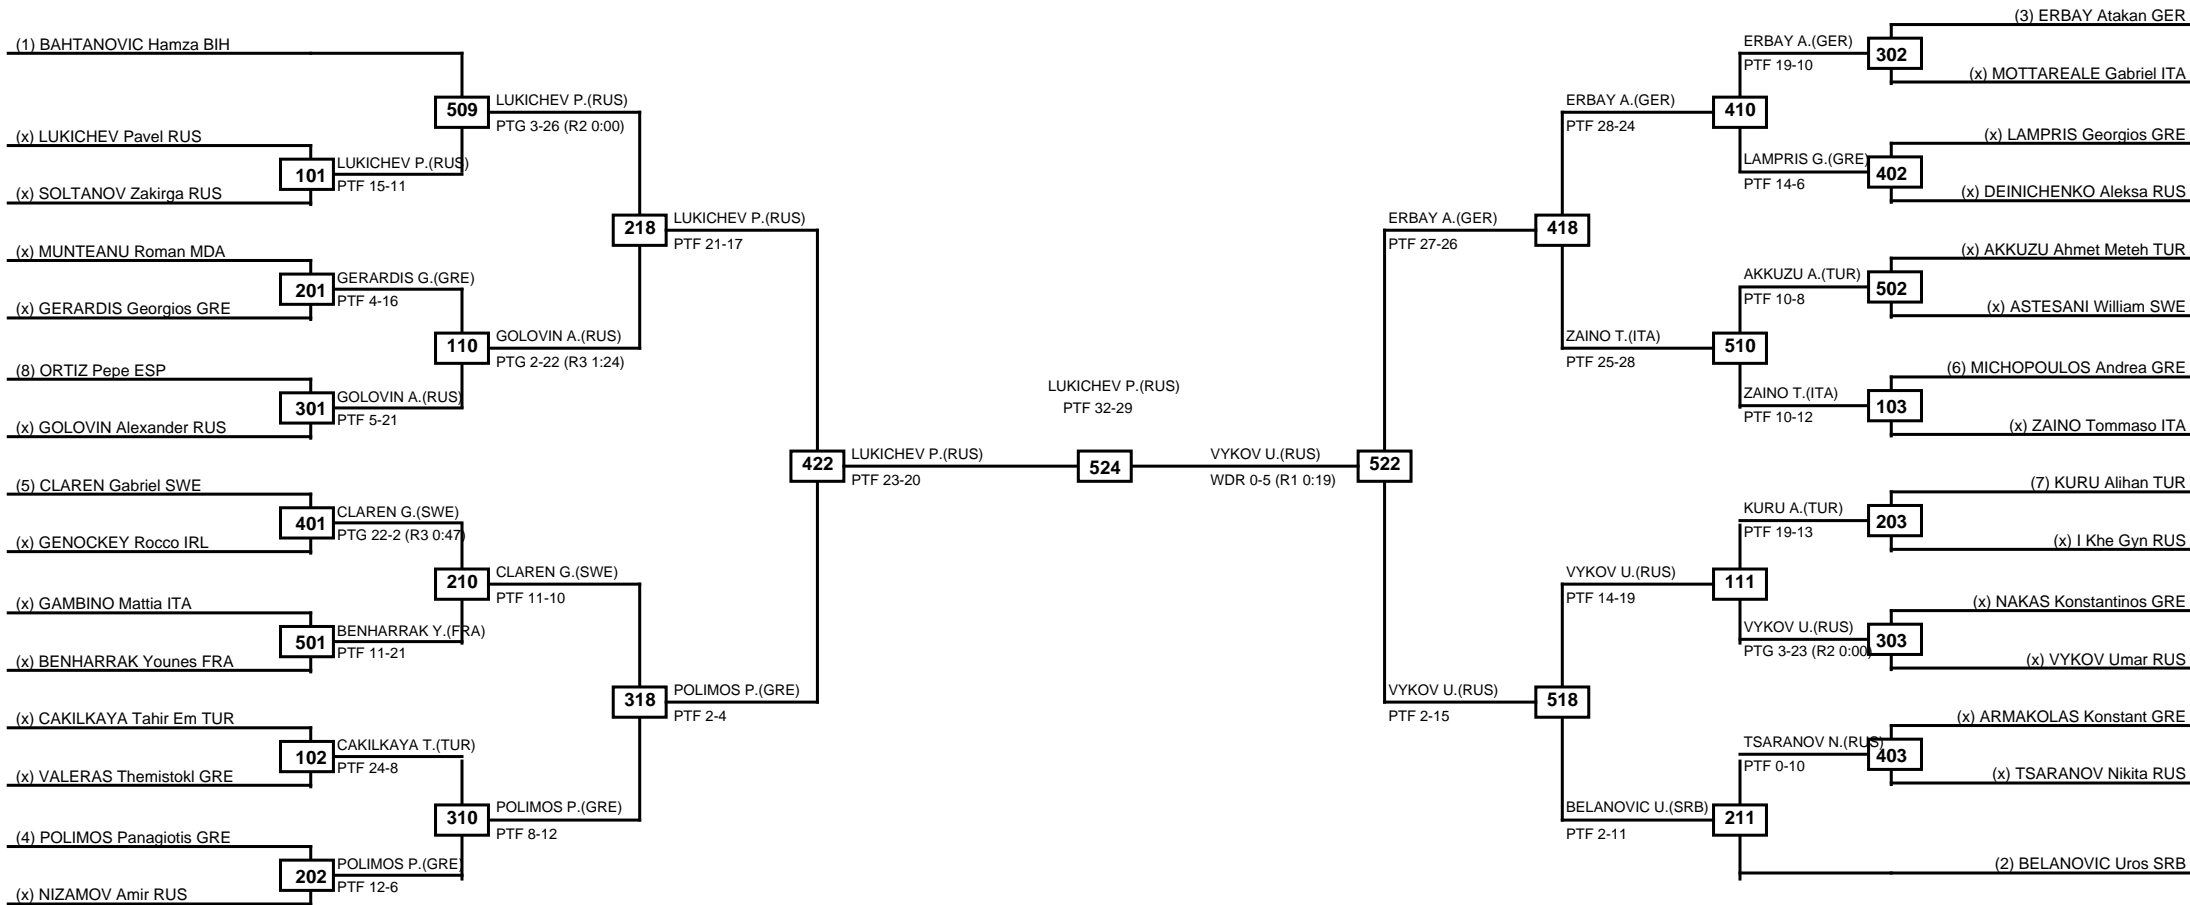 (1) BAHTANOVIC Hamza BIH
(x) LUKICHEV Pavel RUS
(x) SOLTANOV Zakirga RUS
(x) MUNTEANU Roman MDA
(x) GERARDIS Georgios GRE
(8) ORTIZ Pepe ESP
(x) GOLOVIN Alexander RUS
(5) CLAREN Gabriel SWE
(x) GENOCKEY Rocco IRL
(x) GAMBINO Mattia ITA
(x) BENHARRAK Younes FRA
(x) CAKILKAYA Tahir Em TUR
(x) VALERAS Themistokl GRE
(4) POLIMOS Panagiotis GRE
(x) NIZAMOV Amir RUS
101
LUKICHEV P.(RUS)
PTF 15-11
201
GERARDIS G.(GRE)
PTF 4-16
301
GOLOVIN A.(RUS)
PTF 5-21
401
CLAREN G.(SWE)
PTG 22-2 (R3 0:47)
501
BENHARRAK Y.(FRA)
PTF 11-21
102
CAKILKAYA T.(TUR)
PTF 24-8
202
POLIMOS P.(GRE)
PTF 12-6
509
LUKICHEV P.(RUS)
PTG 3-26 (R2 0:00)
110
GOLOVIN A.(RUS)
PTG 2-22 (R3 1:24)
210
CLAREN G.(SWE)
PTF 11-10
310
POLIMOS P.(GRE)
PTF 8-12
218
LUKICHEV P.(RUS)
PTF 21-17
318
POLIMOS P.(GRE)
PTF 2-4
422
LUKICHEV P.(RUS)
PTF 23-20
LUKICHEV P.(RUS)
PTF 32-29
524
VYKOV U.(RUS)
WDR 0-5 (R1 0:19)
522
ERBAY A.(GER)
PTF 27-26
418
VYKOV U.(RUS)
PTF 2-15
518
ERBAY A.(GER)
PTF 28-24
410
ZAINO T.(ITA)
PTF 25-28
510
VYKOV U.(RUS)
PTF 14-19
111
BELANOVIC U.(SRB)
PTF 2-11
211
ERBAY A.(GER)
PTF 19-10
302
LAMPRIS G.(GRE)
PTF 14-6
402
AKKUZU A.(TUR)
PTF 10-8
502
ZAINO T.(ITA)
PTF 10-12
103
KURU A.(TUR)
PTF 19-13
203
VYKOV U.(RUS)
PTG 3-23 (R2 0:00)
303
TSARANOV N.(RUS)
PTF 0-10
403
(3) ERBAY Atakan GER
(x) MOTTAREALE Gabriel ITA
(x) LAMPRIS Georgios GRE
(x) DEINICHENKO Aleksa RUS
(x) AKKUZU Ahmet Meteh TUR
(x) ASTESANI William SWE
(6) MICHOPOULOS Andrea GRE
(x) ZAINO Tommaso ITA
(7) KURU Alihan TUR
(x) I Khe Gyn RUS
(x) NAKAS Konstantinos GRE
(x) VYKOV Umar RUS
(x) ARMAKOLAS Konstant GRE
(x) TSARANOV Nikita RUS
(2) BELANOVIC Uros SRB